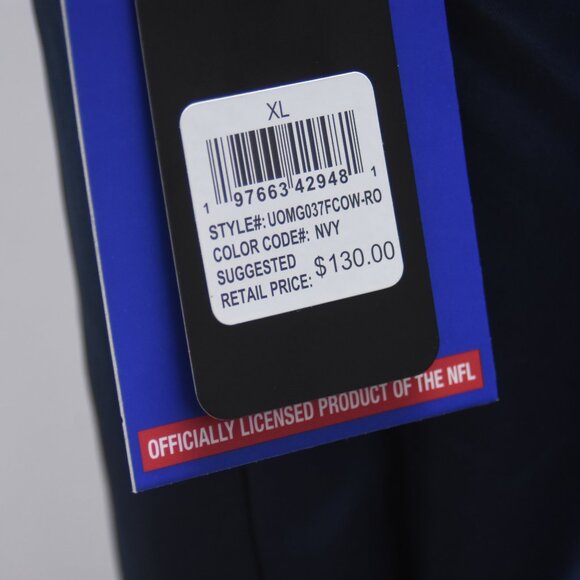 XL
1 97663 42948 1
STYLE#: UOMG037FCOW-RO
COLOR CODE#: NVY
SUGGESTED
RETAIL PRICE: $130.00
OFFICIALLY LICENSED PRODUCT OF THE NFL